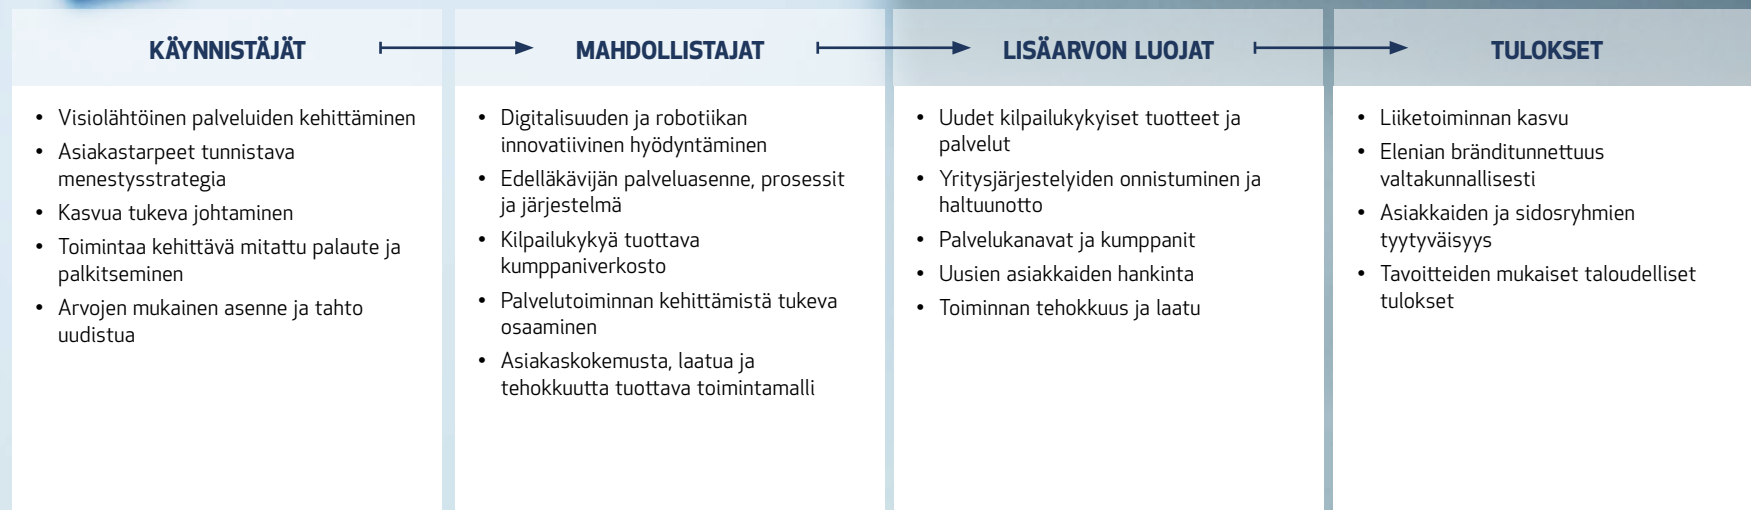 KÄYNNISTÄJÄT
• Visiolähtöinen palveluiden kehittäminen
• Asiakastarpeet tunnistava
menestysstrategia
• Kasvua tukeva johtaminen
• Toimintaa kehittävä mitattu palaute ja
palkitseminen
• Arvojen mukainen asenne ja tahto
uudistua
MAHDOLLISTAJAT
• Digitalisuuden ja robotiikan
innovatiivinen hyödyntäminen
• Edelläkävijän palveluasenne, prosessit
ja järjestelmä
• Kilpailukykyä tuottava
kumppaniverkosto
• Palvelutoiminnan kehittämistä tukeva
osaaminen
• Asiakaskokemusta, laatua ja
tehokkuutta tuottava toimintamalli
LISÄARVON LUOJAT
• Uudet kilpailukykyiset tuotteet ja
palvelut
• Yritysjärjestelyiden onnistuminen ja
haltuunotto
• Palvelukanavat ja kumppanit
• Uusien asiakkaiden hankinta
• Toiminnan tehokkuus ja laatu
TULOKSET
• Liiketoiminnan kasvu
• Elenian bränditunnettuus
valtakunnallisesti
• Asiakkaiden ja sidosryhmien
tyytyväisyys
• Tavoitteiden mukaiset taloudelliset
tulokset